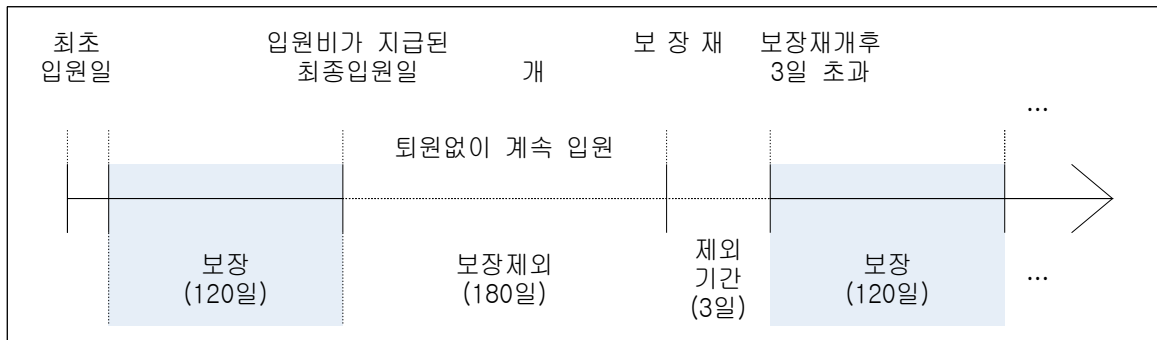 최초
입원일
입원비가 지급된
최종입원일
개
보 장 재
보장재개후
3일 초과
...
퇴원없이 계속 입원
보장
(120일)
보장제외
(180일)
제외
기간
(3일)
보장
(120일)
...